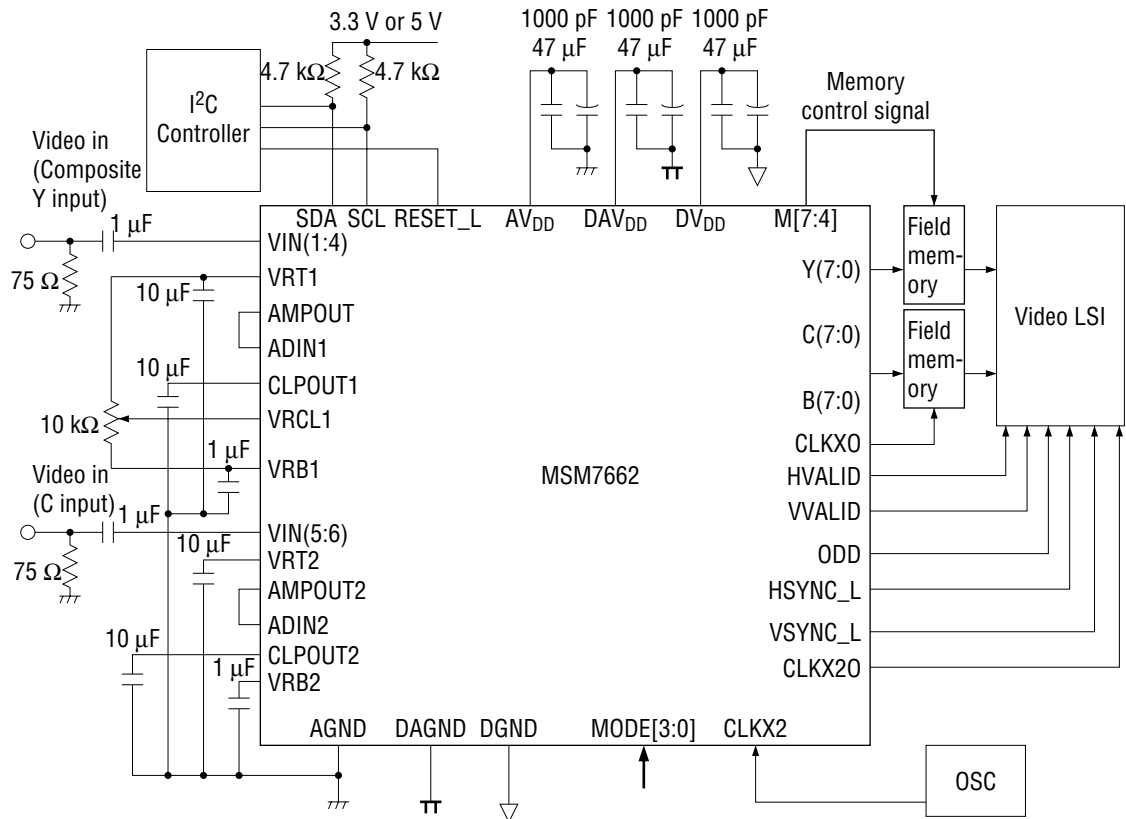 3.3 V or 5 V
1000 pF 1000 pF 1000 pF
47 μF 47 μF 47 μF
4.7 kΩ 4.7 kΩ
I²C
Controller
Memory
control signal
Video in
(Composite
Y input)
1 μF
75 Ω
SDA SCL RESET_L AVDD DAVDD DVDD M[7:4]
VIN(1:4)
VRT1
10 μF
AMPOUT
ADIN1
10 μF
CLPOUT1
10 kΩ
VRCL1
1 μF
VRB1
Video in
(C input)
1 μF
75 Ω
VIN(5:6)
10 μF
VRT2
AMPOUT2
ADIN2
10 μF
CLPOUT2
1 μF
VRB2
MSM7662
Y(7:0)
C(7:0)
B(7:0)
CLKXO
HVALID
VVALID
ODD
HSYNC_L
VSYNC_L
CLKX2O
Field
mem-
ory
Field
mem-
ory
Video LSI
AGND DAGND DGND MODE[3:0] CLKX2
OSC